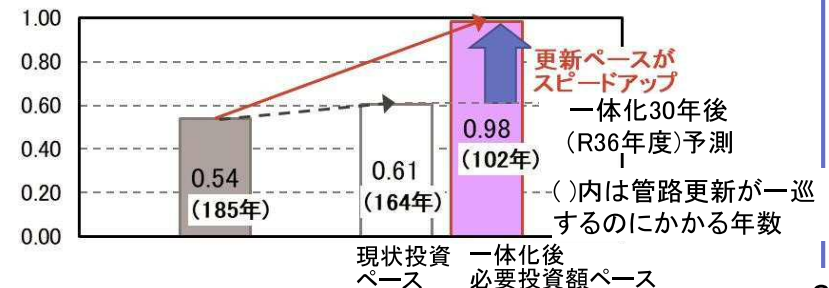 1.00
0.80
0.60
0.40
0.20
0.00
更新ペースが
スピードアップ
一体化30年後
(R36年度)予測
0.98
(102年)
0.54
(185年)
0.61
(164年)
( )内は管路更新が一巡
するのにかかる年数
現状投資
ペース
一体化後
必要投資額ペース